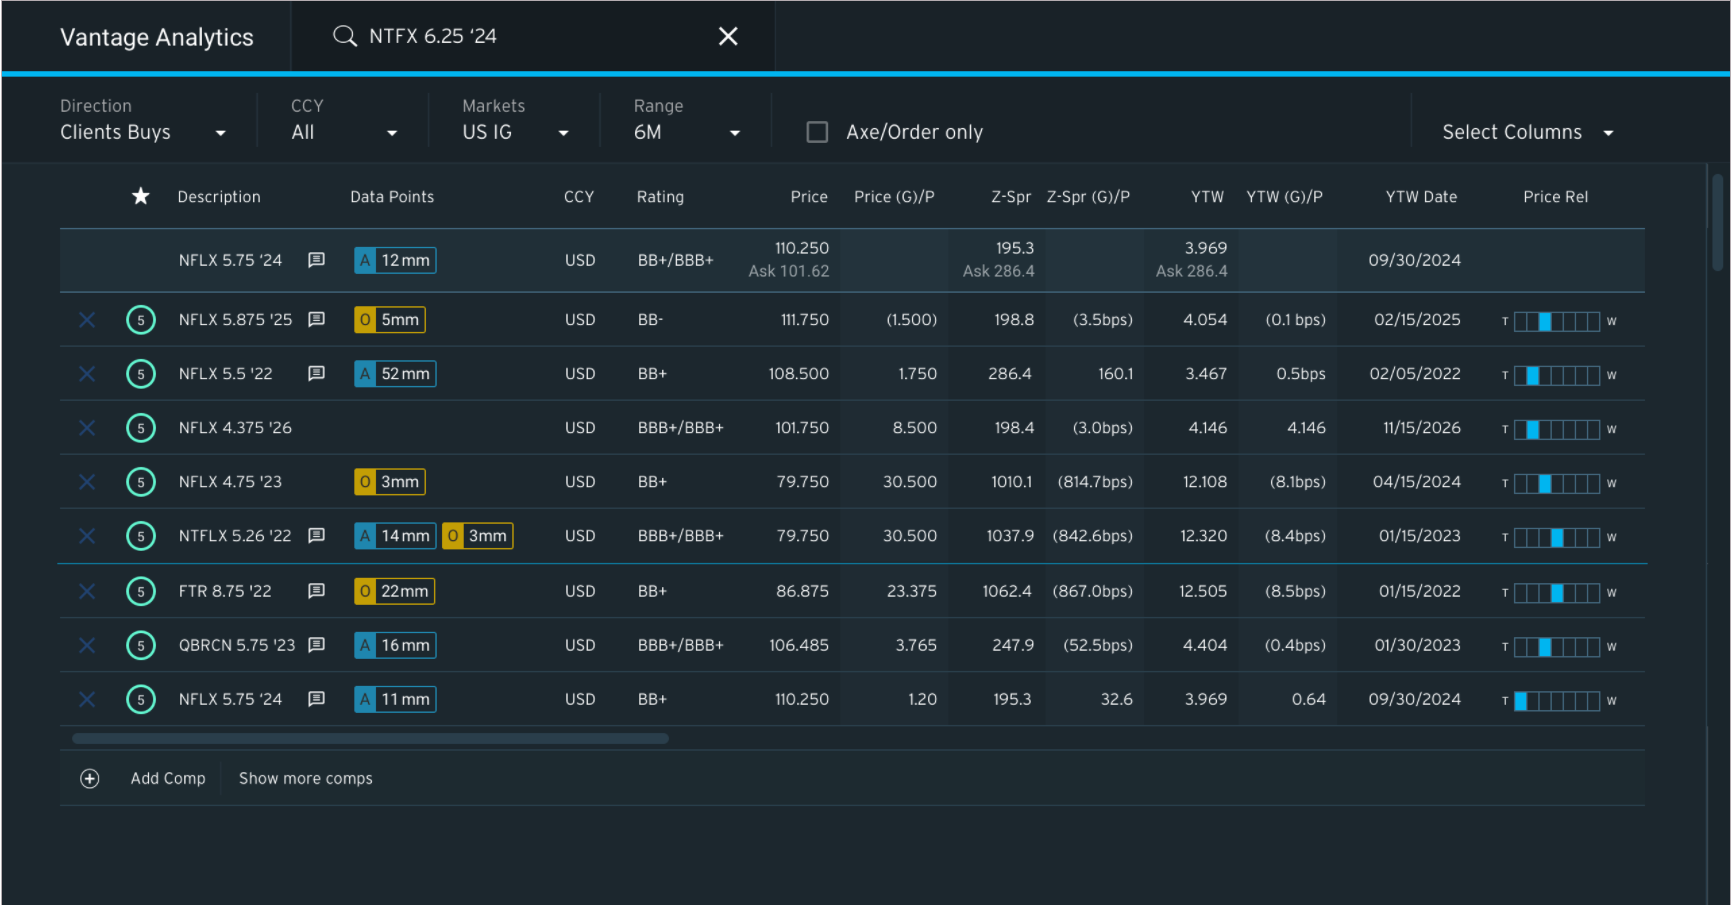 Vantage Analytics NTFX 6.25 ‘24
Direction CCY Markets Range
Clients Buys All US IG 6M Axe/Order only Select Columns
Description Data Points CCY Rating Price Price (G)/P Z-Spr Z-Spr (G)/P YTW YTW (G)/P YTW Date Price Rel
NFLX 5.75 ‘24 A 12mm USD BB+/BBB+ 110.250 195.3 3.969 09/30/2024
Ask 101.62 Ask 286.4 Ask 286.4
5 NFLX 5.875 '25 O 5mm USD BB- 111.750 (1.500) 198.8 (3.5bps) 4.054 (0.1 bps) 02/15/2025 T W
5 NFLX 5.5 '22 A 52mm USD BB+ 108.500 1.750 286.4 160.1 3.467 0.5bps 02/05/2022 T W
5 NFLX 4.375 '26 USD BBB+/BBB+ 101.750 8.500 198.4 (3.0bps) 4.146 4.146 11/15/2026 T W
5 NFLX 4.75 '23 O 3mm USD BB+ 79.750 30.500 1010.1 (814.7bps) 12.108 (8.1bps) 04/15/2024 T W
5 NTFLX 5.26 '22 A 14mm O 3mm USD BBB+/BBB+ 79.750 30.500 1037.9 (842.6bps) 12.320 (8.4bps) 01/15/2023 T W
5 FTR 8.75 '22 O 22mm USD BB+ 86.875 23.375 1062.4 (867.0bps) 12.505 (8.5bps) 01/15/2022 T W
5 QBRCN 5.75 '23 A 16mm USD BBB+/BBB+ 106.485 3.765 247.9 (52.5bps) 4.404 (0.4bps) 01/30/2023 T W
5 NFLX 5.75 ‘24 A 11mm USD BB+ 110.250 1.20 195.3 32.6 3.969 0.64 09/30/2024 T W
Add Comp Show more comps